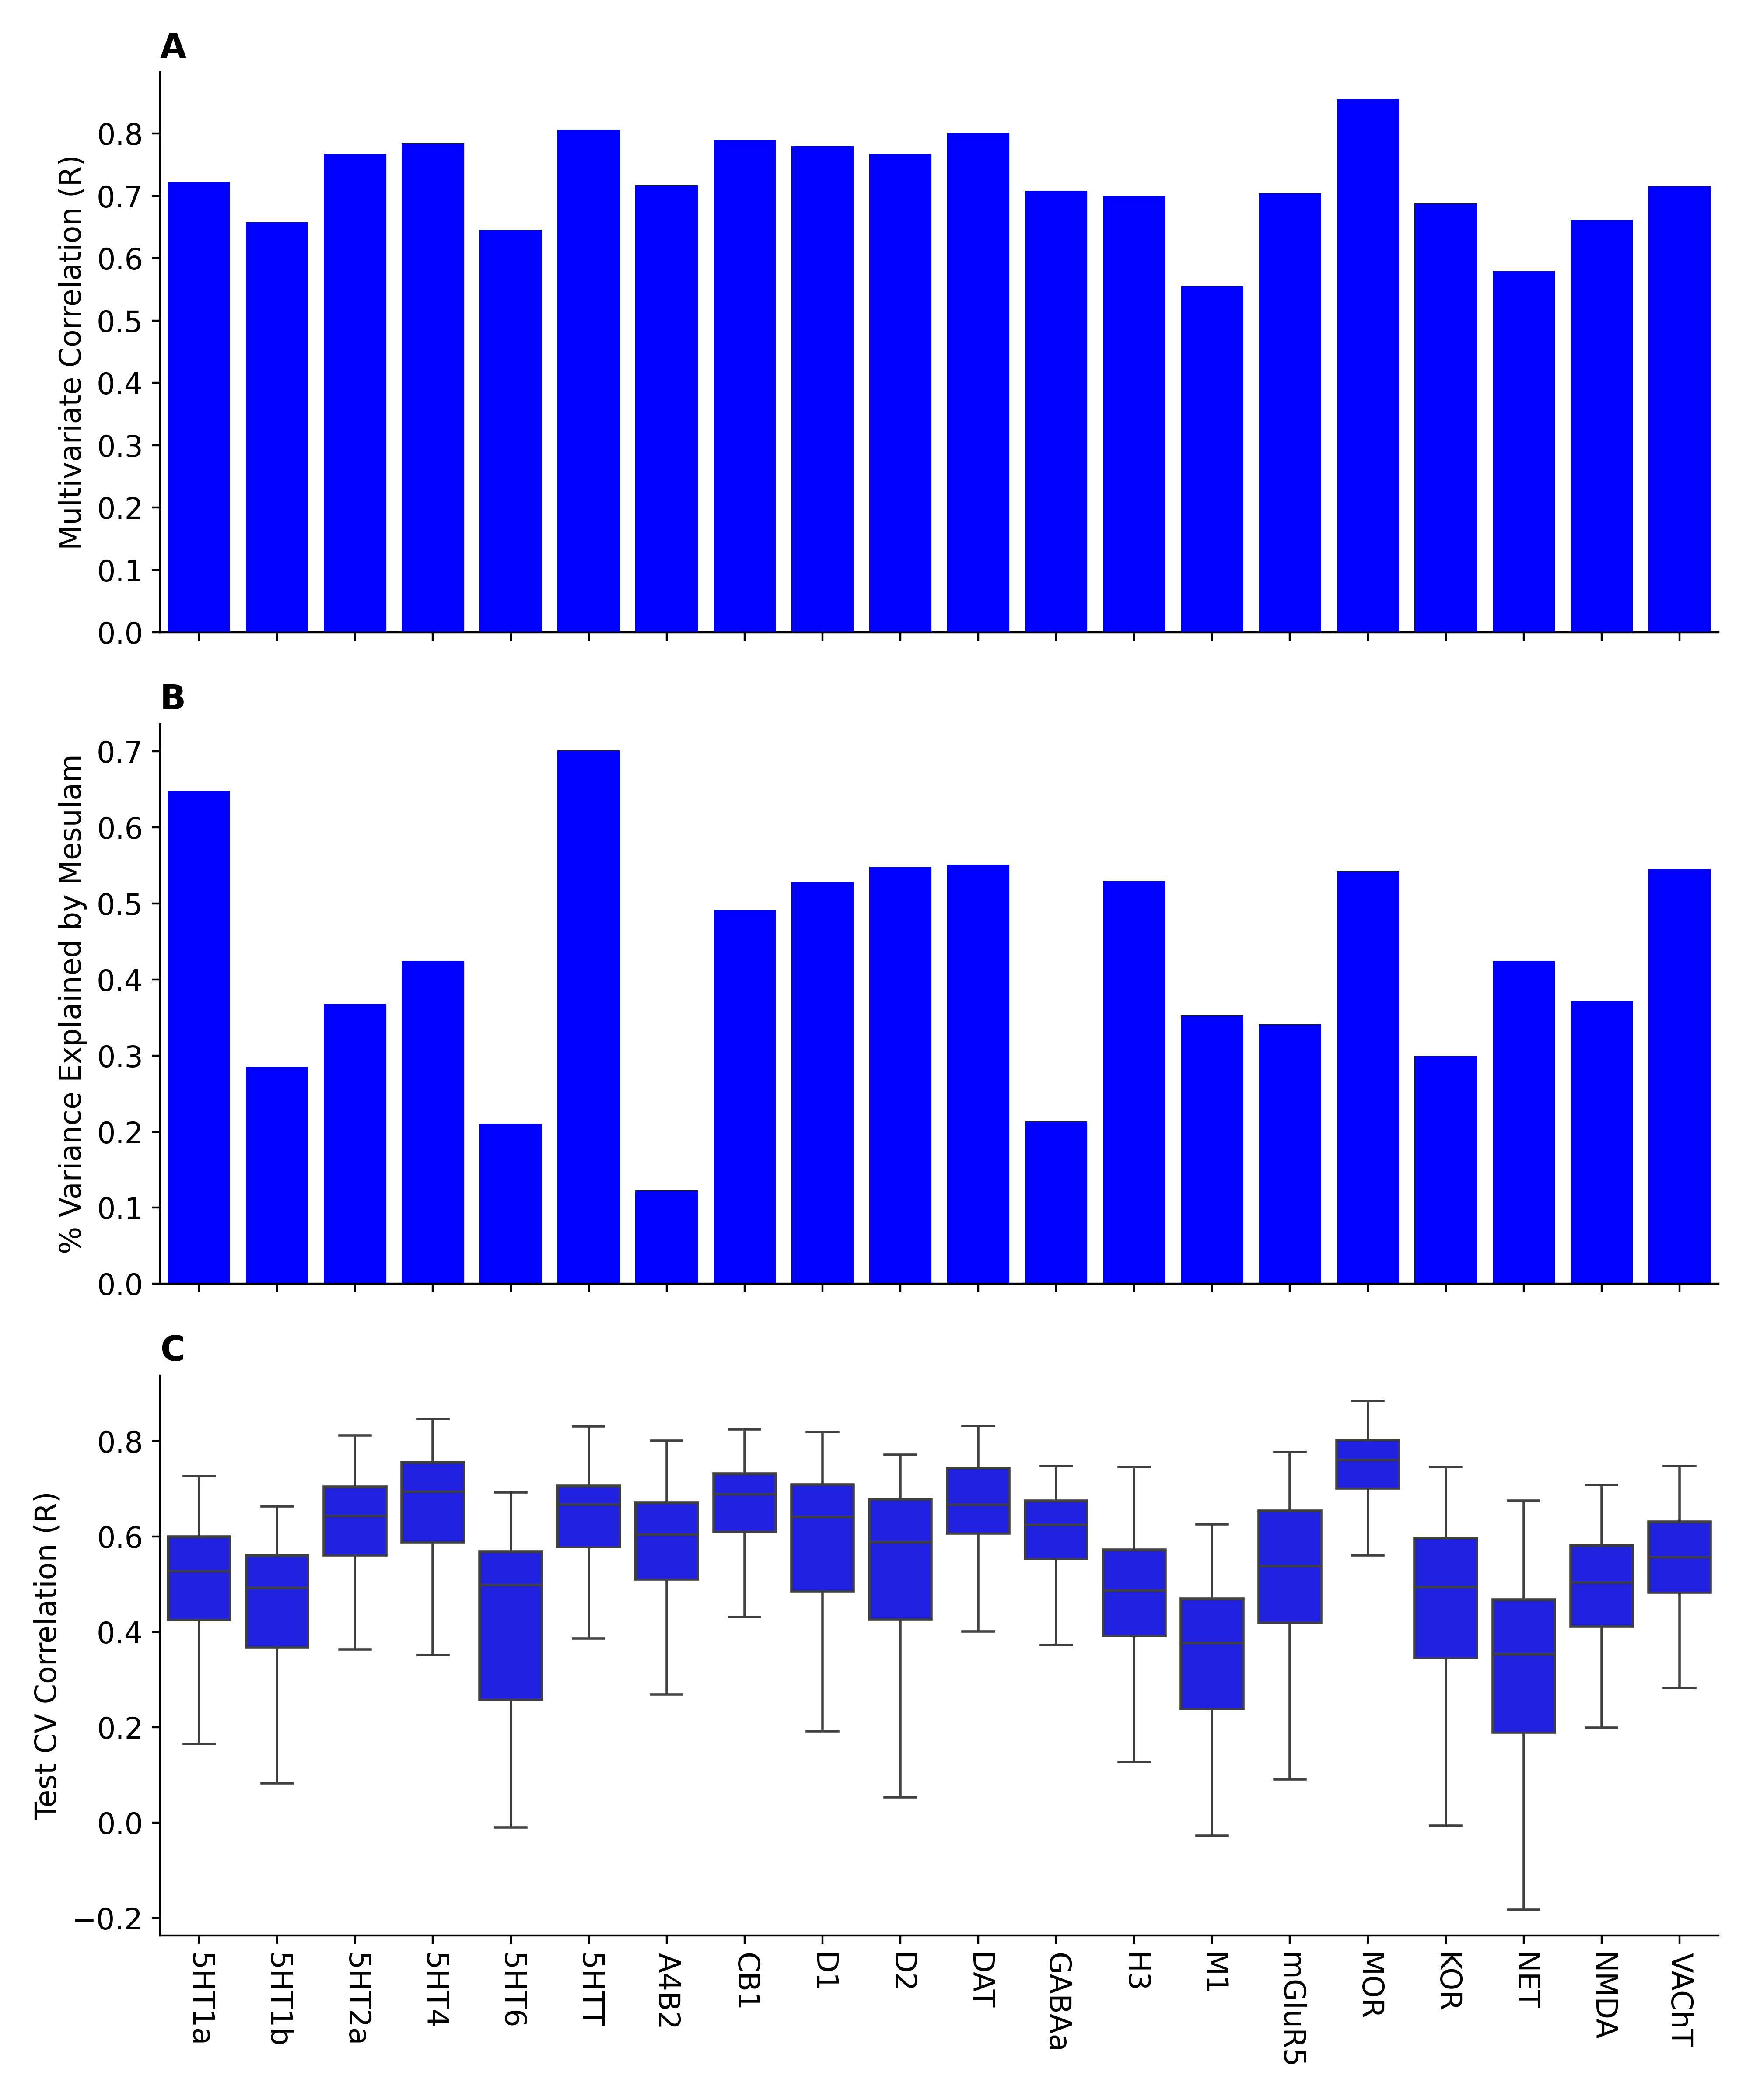 A
Multivariate Correlation (R)
0.8
0.7
0.6
0.5
0.4
0.3
0.2
0.1
0.0
B
% Variance Explained by Mesulam
0.7
0.6
0.5
0.4
0.3
0.2
0.1
0.0
C
Test CV Correlation (R)
0.8
0.6
0.4
0.2
0.0
−0.2
5HT1a
5HT1b
5HT2a
5HT4
5HT6
5HTT
A4B2
CB1
D1
D2
DAT
GABAa
H3
M1
mGluR5
MOR
KOR
NET
NMDA
VAChT